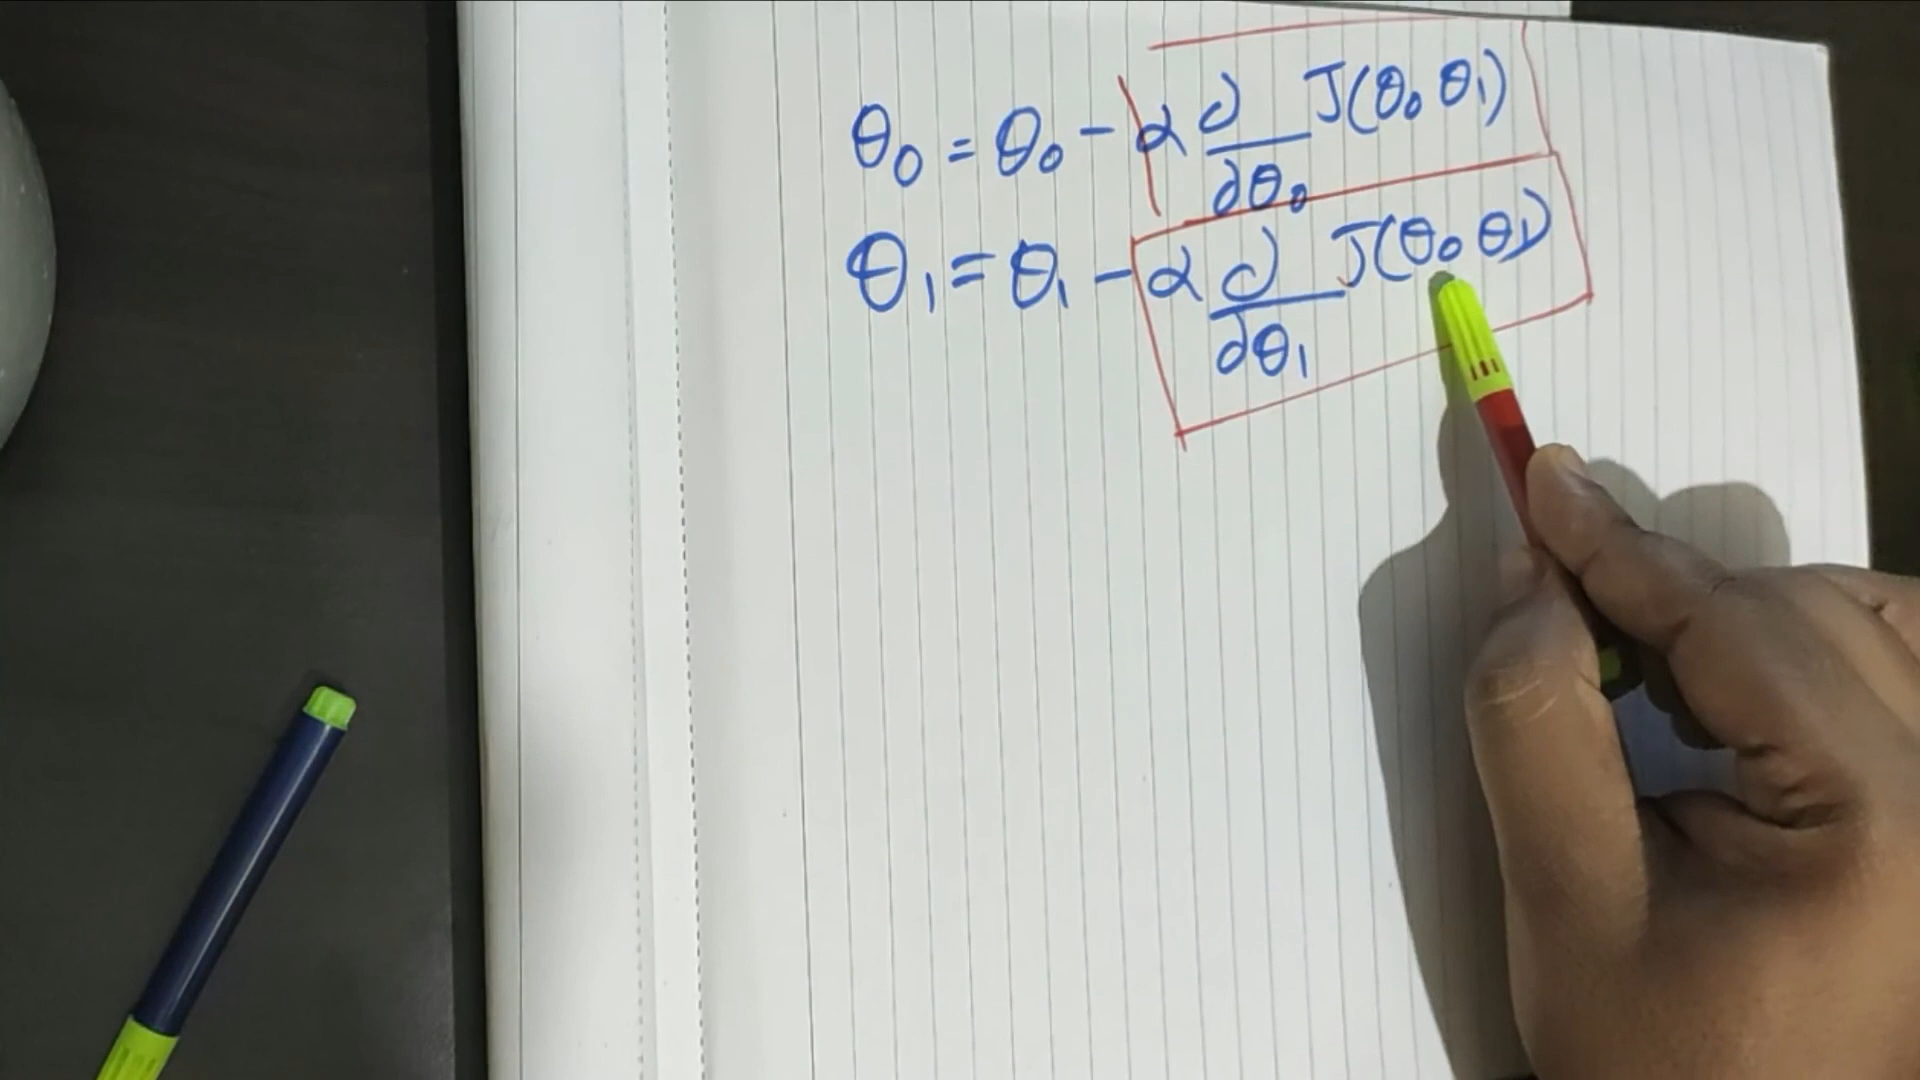 θ₀ = θ₀ - α ∂/∂θ₀ J(θ₀ θ₁)
θ₁ = θ₁ - α ∂/∂θ₁ J(θ₀ θ₁)